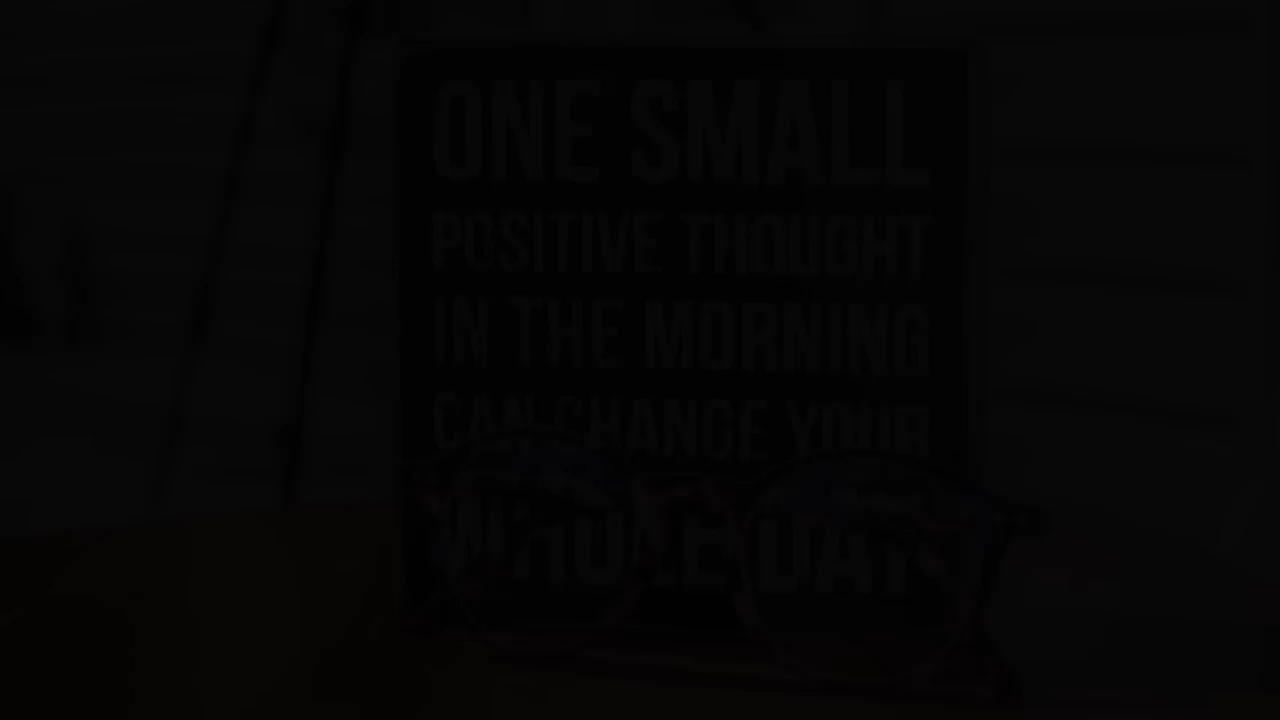 ONE SMALL
POSITIVE THOUGHT
IN THE MORNING
CAN CHANGE YOUR
WHOLE DAY